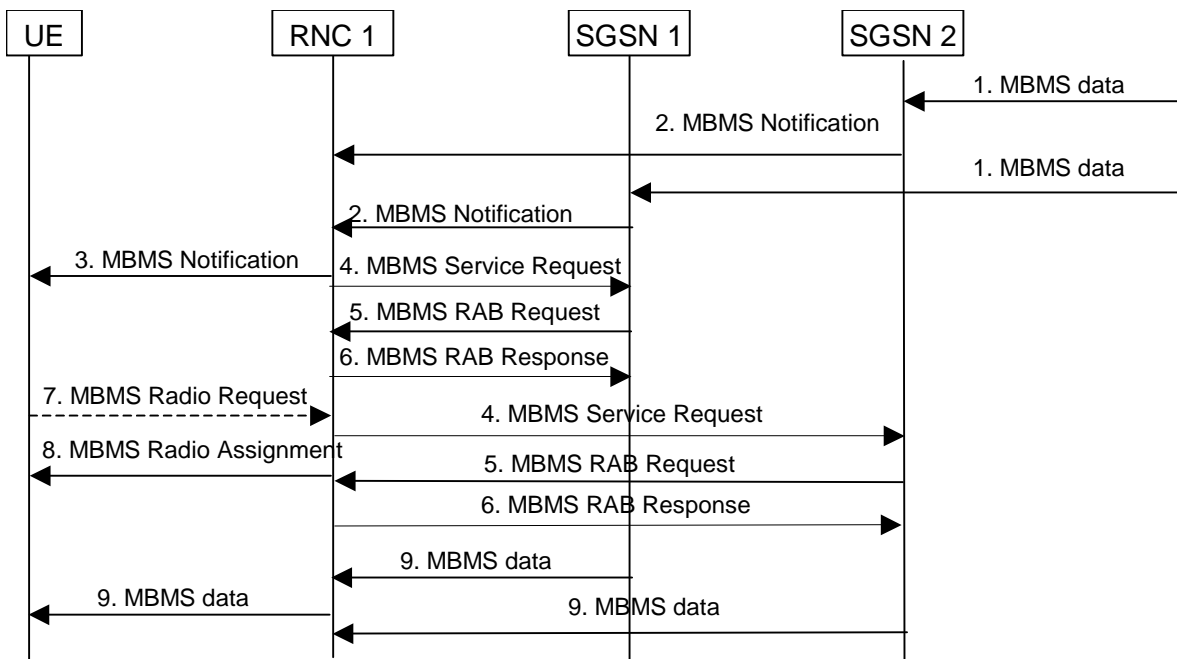 UE
RNC 1
SGSN 1
SGSN 2
1. MBMS data
2. MBMS Notification
1. MBMS data
2. MBMS Notification
3. MBMS Notification
4. MBMS Service Request
5. MBMS RAB Request
6. MBMS RAB Response
7. MBMS Radio Request
4. MBMS Service Request
8. MBMS Radio Assignment
5. MBMS RAB Request
6. MBMS RAB Response
9. MBMS data
9. MBMS data
9. MBMS data